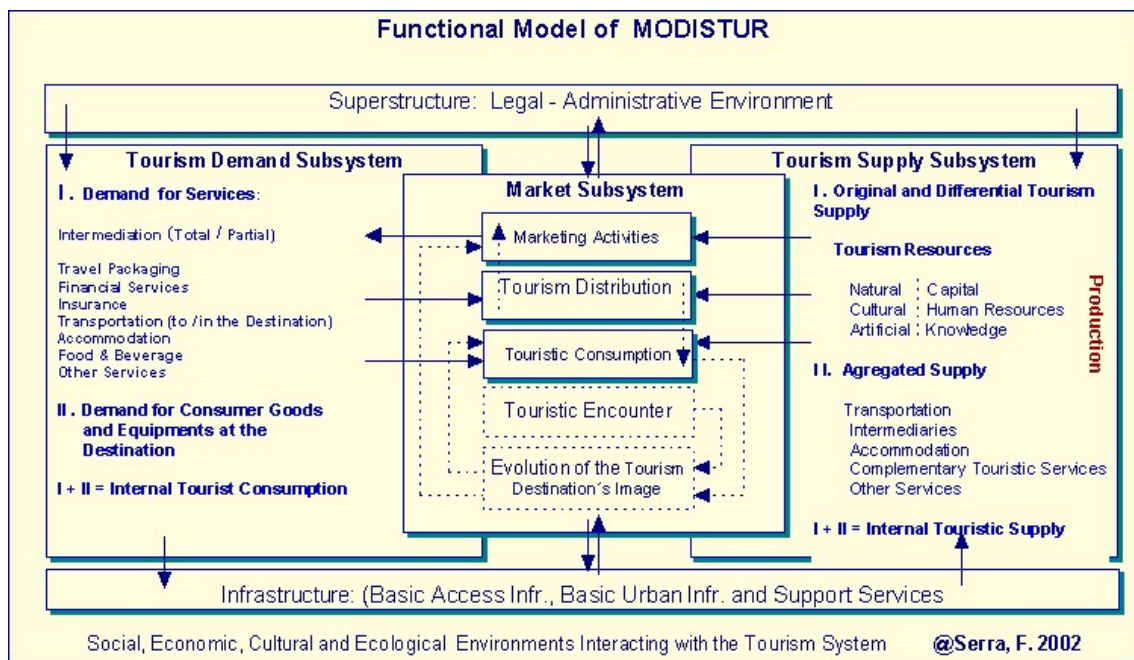 Functional Model of MODISTUR
Superstructure: Legal - Administrative Environment
Tourism Demand Subsystem
I. Demand for Services:
Intermediation (Total / Partial)
Travel Packaging
Financial Services
Insurance
Transportation (to /in the Destination)
Accommodation
Food & Beverage
Other Services
II. Demand for Consumer Goods
and Equipments at the
Destination
I + II = Internal Tourist Consumption
Market Subsystem
Marketing Activities
Tourism Distribution
Touristic Consumption
Touristic Encounter
Evolution of the Tourism
Destination´s Image
Tourism Supply Subsystem
I. Original and Differential Tourism
Supply
Tourism Resources
Natural Capital
Cultural Human Resources
Artificial Knowledge
Production
II. Agregated Supply
Transportation
Intermediaries
Accommodation
Complementary Touristic Services
Other Services
I + II = Internal Touristic Supply
Infrastructure: (Basic Access Infr., Basic Urban Infr. and Support Services
Social, Economic, Cultural and Ecological Environments Interacting with the Tourism System @Serra, F. 2002